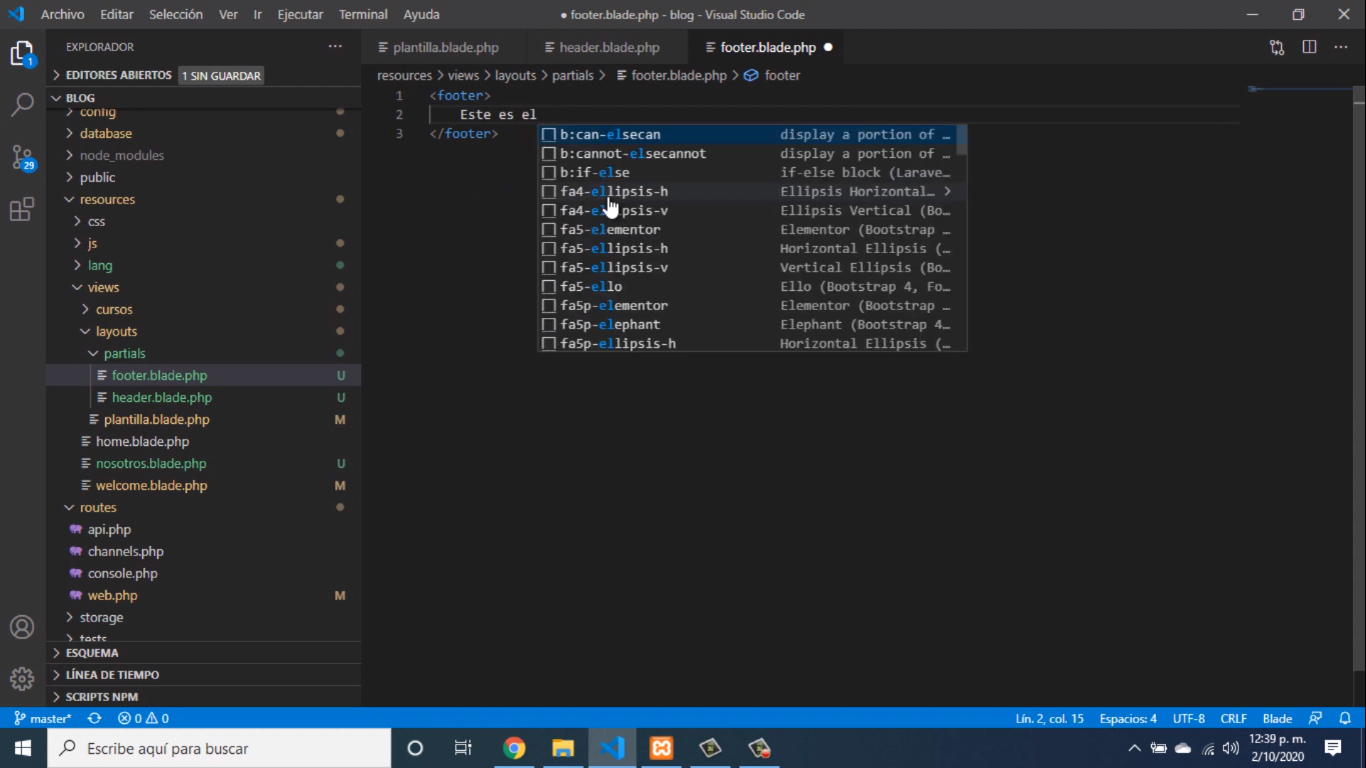 Archivo Editar Selección Ver Ir Ejecutar Terminal Ayuda ● footer.blade.php - blog - Visual Studio Code
EXPLORADOR ···
plantilla.blade.php header.blade.php footer.blade.php ●
EDITORES ABIERTOS 1 SIN GUARDAR
resources > views > layouts > partials > footer.blade.php > footer
BLOG
config
database
node_modules
public
resources
css
js
lang
views
cursos
layouts
partials
footer.blade.php U
header.blade.php U
plantilla.blade.php M
home.blade.php
nosotros.blade.php U
welcome.blade.php M
routes
api.php
channels.php
console.php
web.php M
storage
tests
ESQUEMA
LÍNEA DE TIEMPO
SCRIPTS NPM
1 <footer>
2 Este es el
3 </footer>
b:can-elsecan display a portion of …
b:cannot-elsecannot display a portion of …
b:if-else if-else block (Larave…
fa4-ellipsis-h Ellipsis Horizontal… >
fa4-ellipsis-v Ellipsis Vertical (Bo…
fa5-elementor Elementor (Bootstrap …
fa5-ellipsis-h Horizontal Ellipsis (…
fa5-ellipsis-v Vertical Ellipsis (Bo…
fa5-ello Ello (Bootstrap 4, Fo…
fa5p-elementor Elementor (Bootstrap …
fa5p-elephant Elephant (Bootstrap 4…
fa5p-ellipsis-h Horizontal Ellipsis (…
1
29
master* 0 0 Lín. 2, col. 15 Espacios: 4 UTF-8 CRLF Blade
Escribe aquí para buscar
12:39 p. m.
2/10/2020